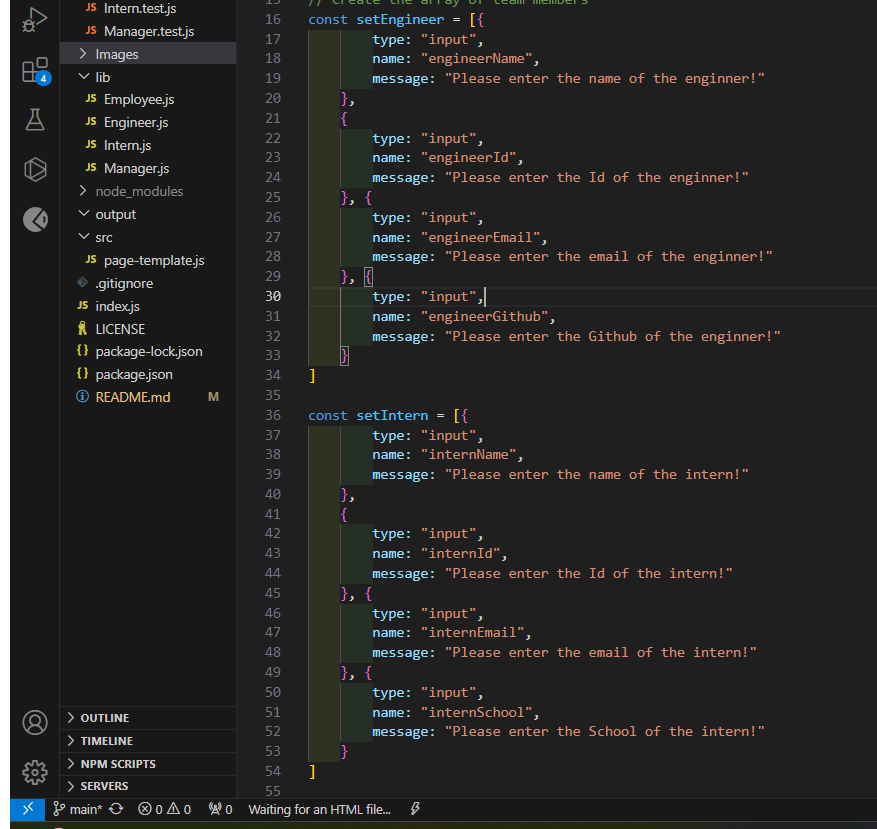 JS Intern.test.js
JS Manager.test.js
Images
lib
JS Employee.js
JS Engineer.js
JS Intern.js
JS Manager.js
node_modules
output
src
JS page-template.js
.gitignore
JS index.js
LICENSE
{} package-lock.json
{} package.json
README.md M
4
OUTLINE
TIMELINE
NPM SCRIPTS
SERVERS
15 // Create the array of team members
16 const setEngineer = [{
17 type: "input",
18 name: "engineerName",
19 message: "Please enter the name of the enginner!"
20 },
21 {
22 type: "input",
23 name: "engineerId",
24 message: "Please enter the Id of the enginner!"
25 }, {
26 type: "input",
27 name: "engineerEmail",
28 message: "Please enter the email of the enginner!"
29 }, {
30 type: "input",
31 name: "engineerGithub",
32 message: "Please enter the Github of the enginner!"
33 }
34 ]
35
36 const setIntern = [{
37 type: "input",
38 name: "internName",
39 message: "Please enter the name of the intern!"
40 },
41 {
42 type: "input",
43 name: "internId",
44 message: "Please enter the Id of the intern!"
45 }, {
46 type: "input",
47 name: "internEmail",
48 message: "Please enter the email of the intern!"
49 }, {
50 type: "input",
51 name: "internSchool",
52 message: "Please enter the School of the intern!"
53 }
54 ]
55
main* 0 0 0 Waiting for an HTML file...